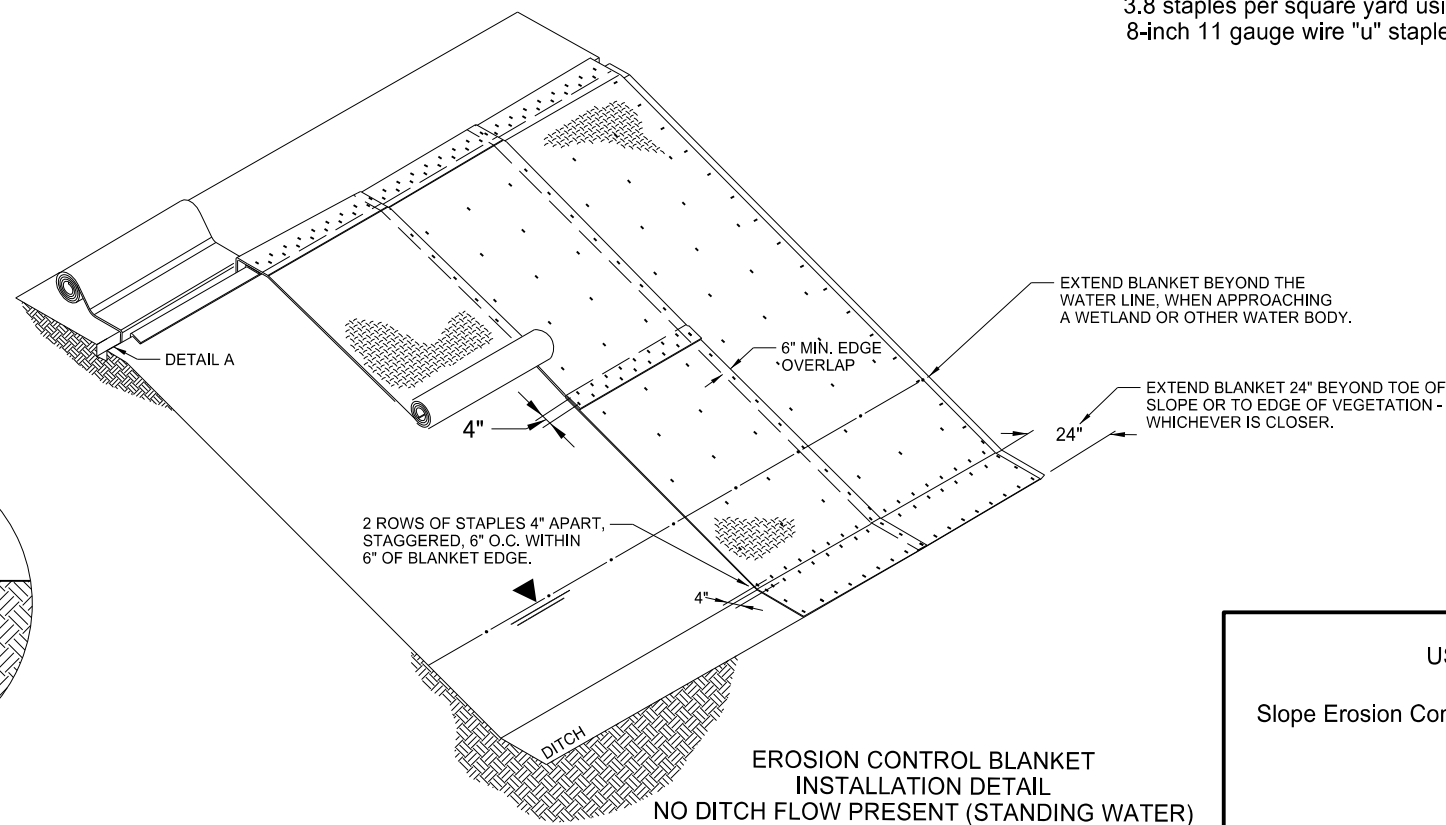 3.8 staples per square yard usi
8-inch 11 gauge wire "u" staple
EXTEND BLANKET BEYOND THE
WATER LINE, WHEN APPROACHING
A WETLAND OR OTHER WATER BODY.
DETAIL A
6" MIN. EDGE
OVERLAP
EXTEND BLANKET 24" BEYOND TOE OF
SLOPE OR TO EDGE OF VEGETATION -
WHICHEVER IS CLOSER.
24"
4"
2 ROWS OF STAPLES 4" APART,
STAGGERED, 6" O.C. WITHIN
6" OF BLANKET EDGE.
4"
DITCH
US
Slope Erosion Con
EROSION CONTROL BLANKET
INSTALLATION DETAIL
NO DITCH FLOW PRESENT (STANDING WATER)